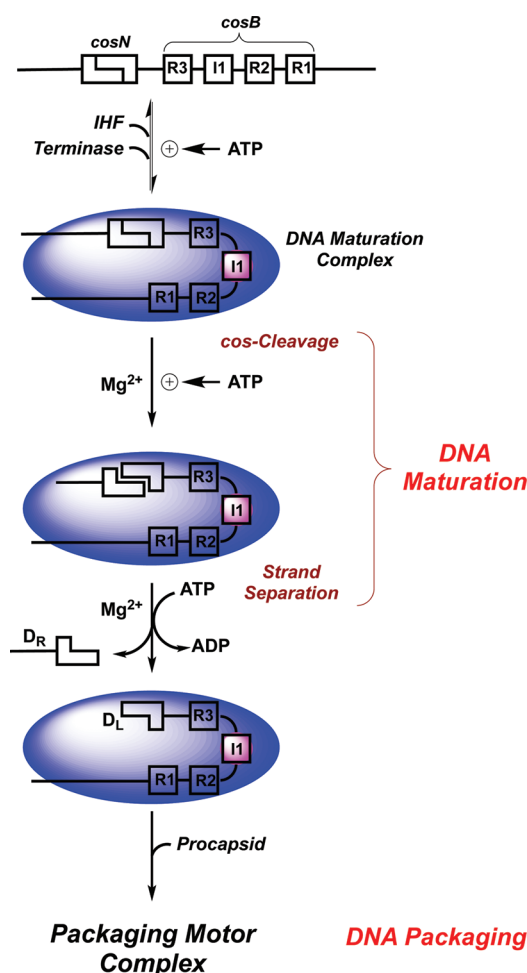 cosB
cosN
R3 I1 R2 R1
IHF
Terminase
+
ATP
R3
DNA Maturation
Complex
I1
R1 R2
cos-Cleavage
Mg2+
+
ATP
DNA
Maturation
R3
I1
R1 R2
Strand
Separation
ATP
Mg2+
DR
ADP
DL
R3
I1
R1 R2
Procapsid
Packaging Motor
Complex
DNA Packaging